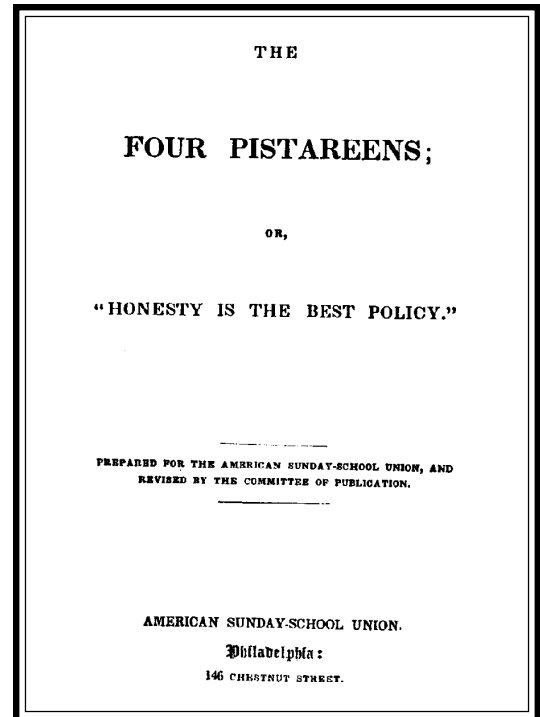 THE
FOUR PISTAREENS;
OR,
"HONESTY IS THE BEST POLICY."
PREPARED FOR THE AMERICAN SUNDAY-SCHOOL UNION, AND
REVISED BY THE COMMITTEE OF PUBLICATION.
AMERICAN SUNDAY-SCHOOL UNION.
Philadelphia:
146 CHESTNUT STREET.